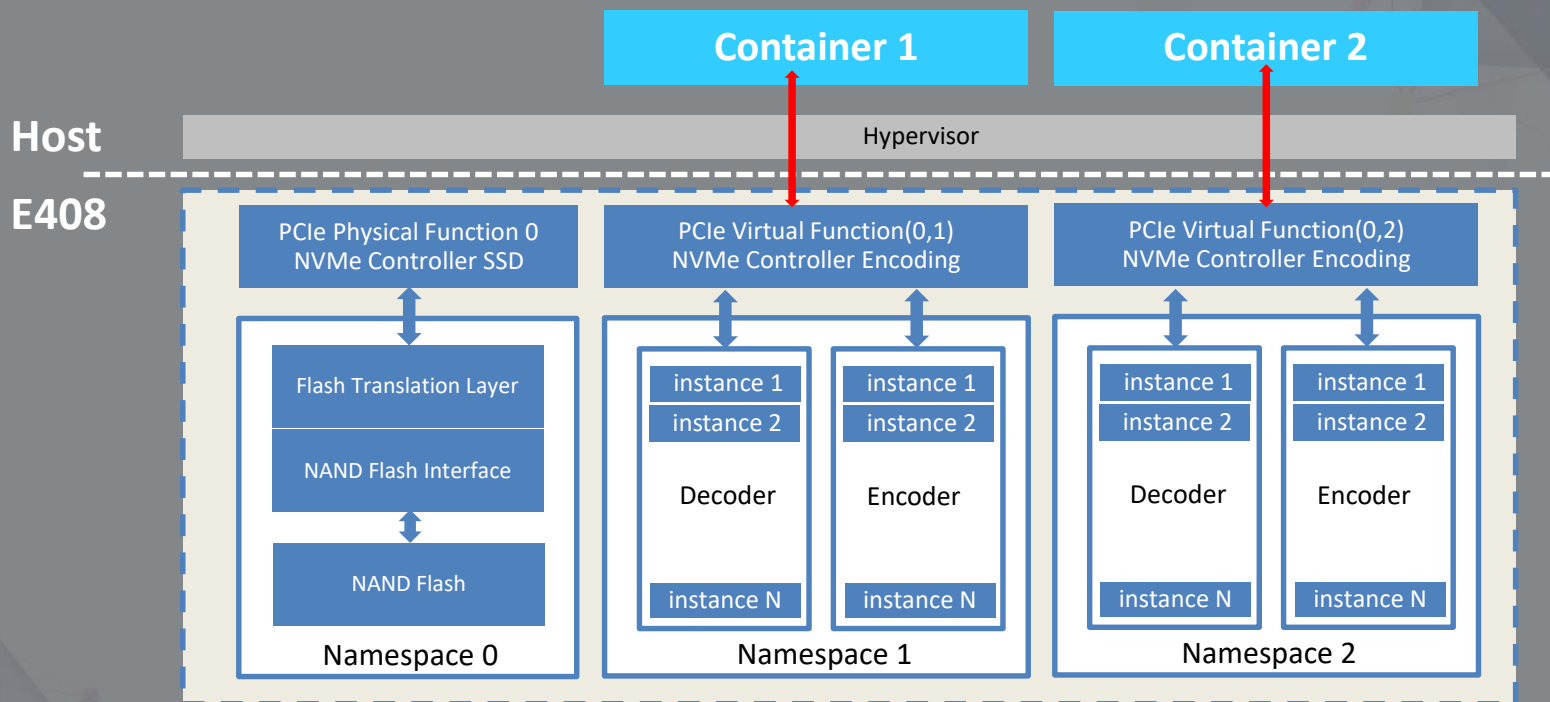 Container 1
Container 2
Host
Hypervisor
E408
PCIe Physical Function 0
NVMe Controller SSD
PCIe Virtual Function(0,1)
NVMe Controller Encoding
PCIe Virtual Function(0,2)
NVMe Controller Encoding
Flash Translation Layer
NAND Flash Interface
NAND Flash
Namespace 0
instance 1
instance 2
Decoder
instance N
instance 1
instance 2
Encoder
instance N
Namespace 1
instance 1
instance 2
Decoder
instance N
instance 1
instance 2
Encoder
instance N
Namespace 2